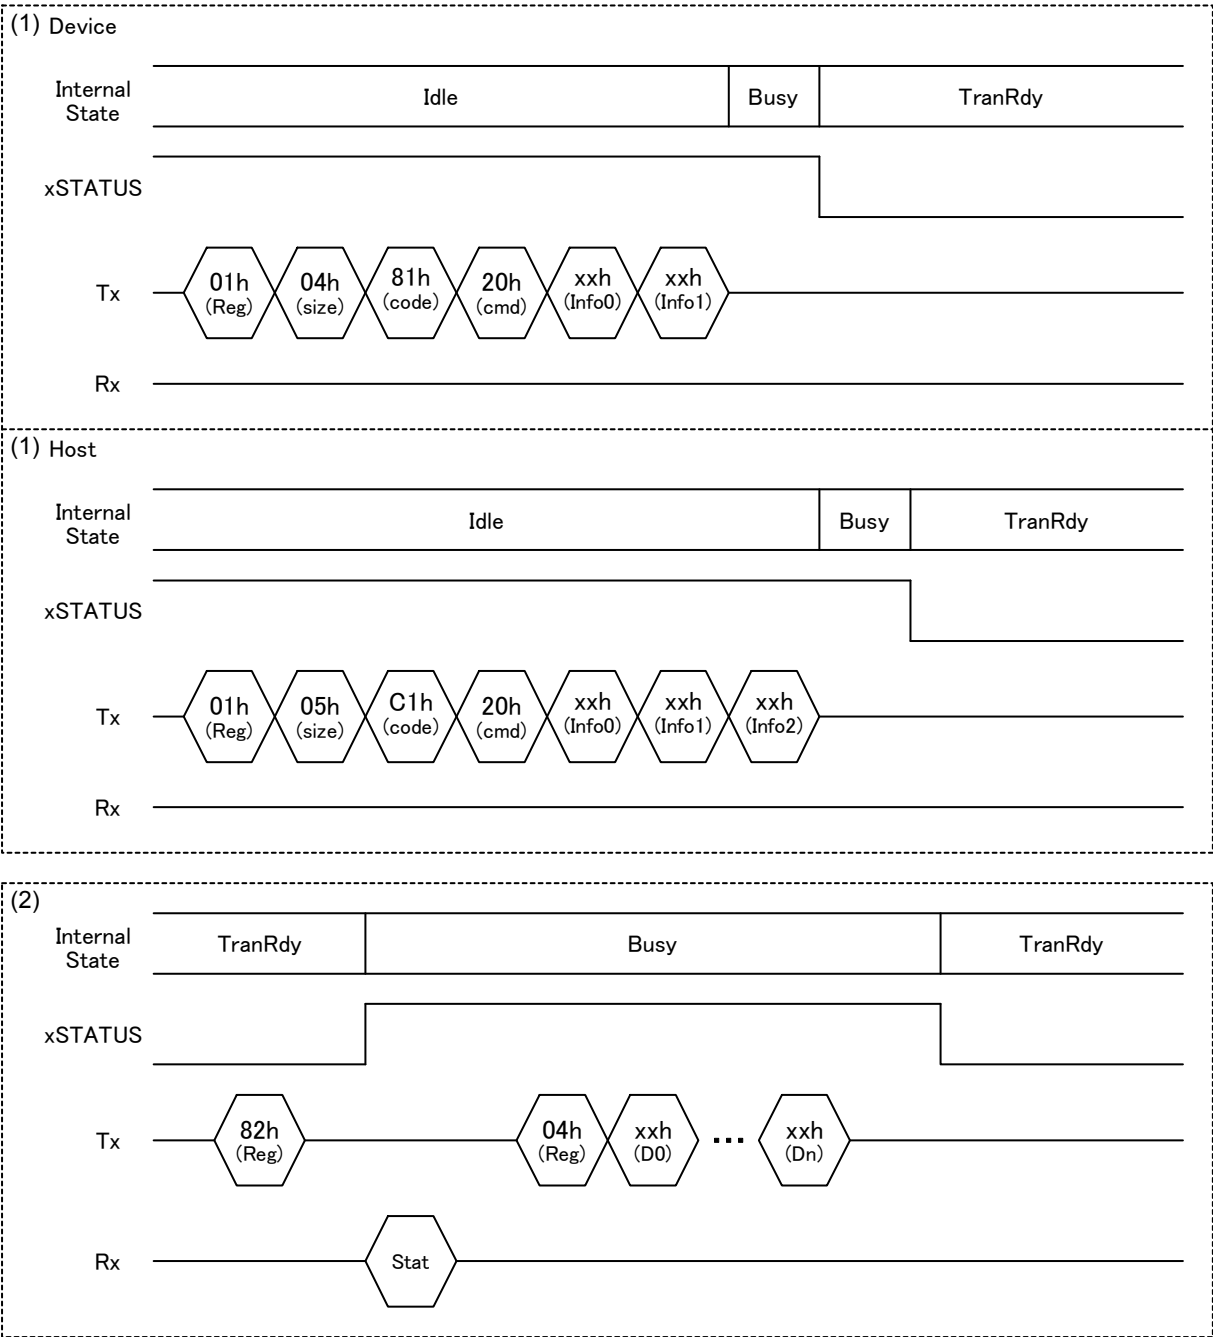 (1) Device
Internal
State
Idle
Busy
TranRdy
xSTATUS
Tx
01h
(Reg)
04h
(size)
81h
(code)
20h
(cmd)
xxh
(Info0)
xxh
(Info1)
Rx
(1) Host
Internal
State
Idle
Busy
TranRdy
xSTATUS
Tx
01h
(Reg)
05h
(size)
C1h
(code)
20h
(cmd)
xxh
(Info0)
xxh
(Info1)
xxh
(Info2)
Rx
(2)
Internal
State
TranRdy
Busy
TranRdy
xSTATUS
Tx
82h
(Reg)
04h
(Reg)
xxh
(D0)
...
xxh
(Dn)
Rx
Stat